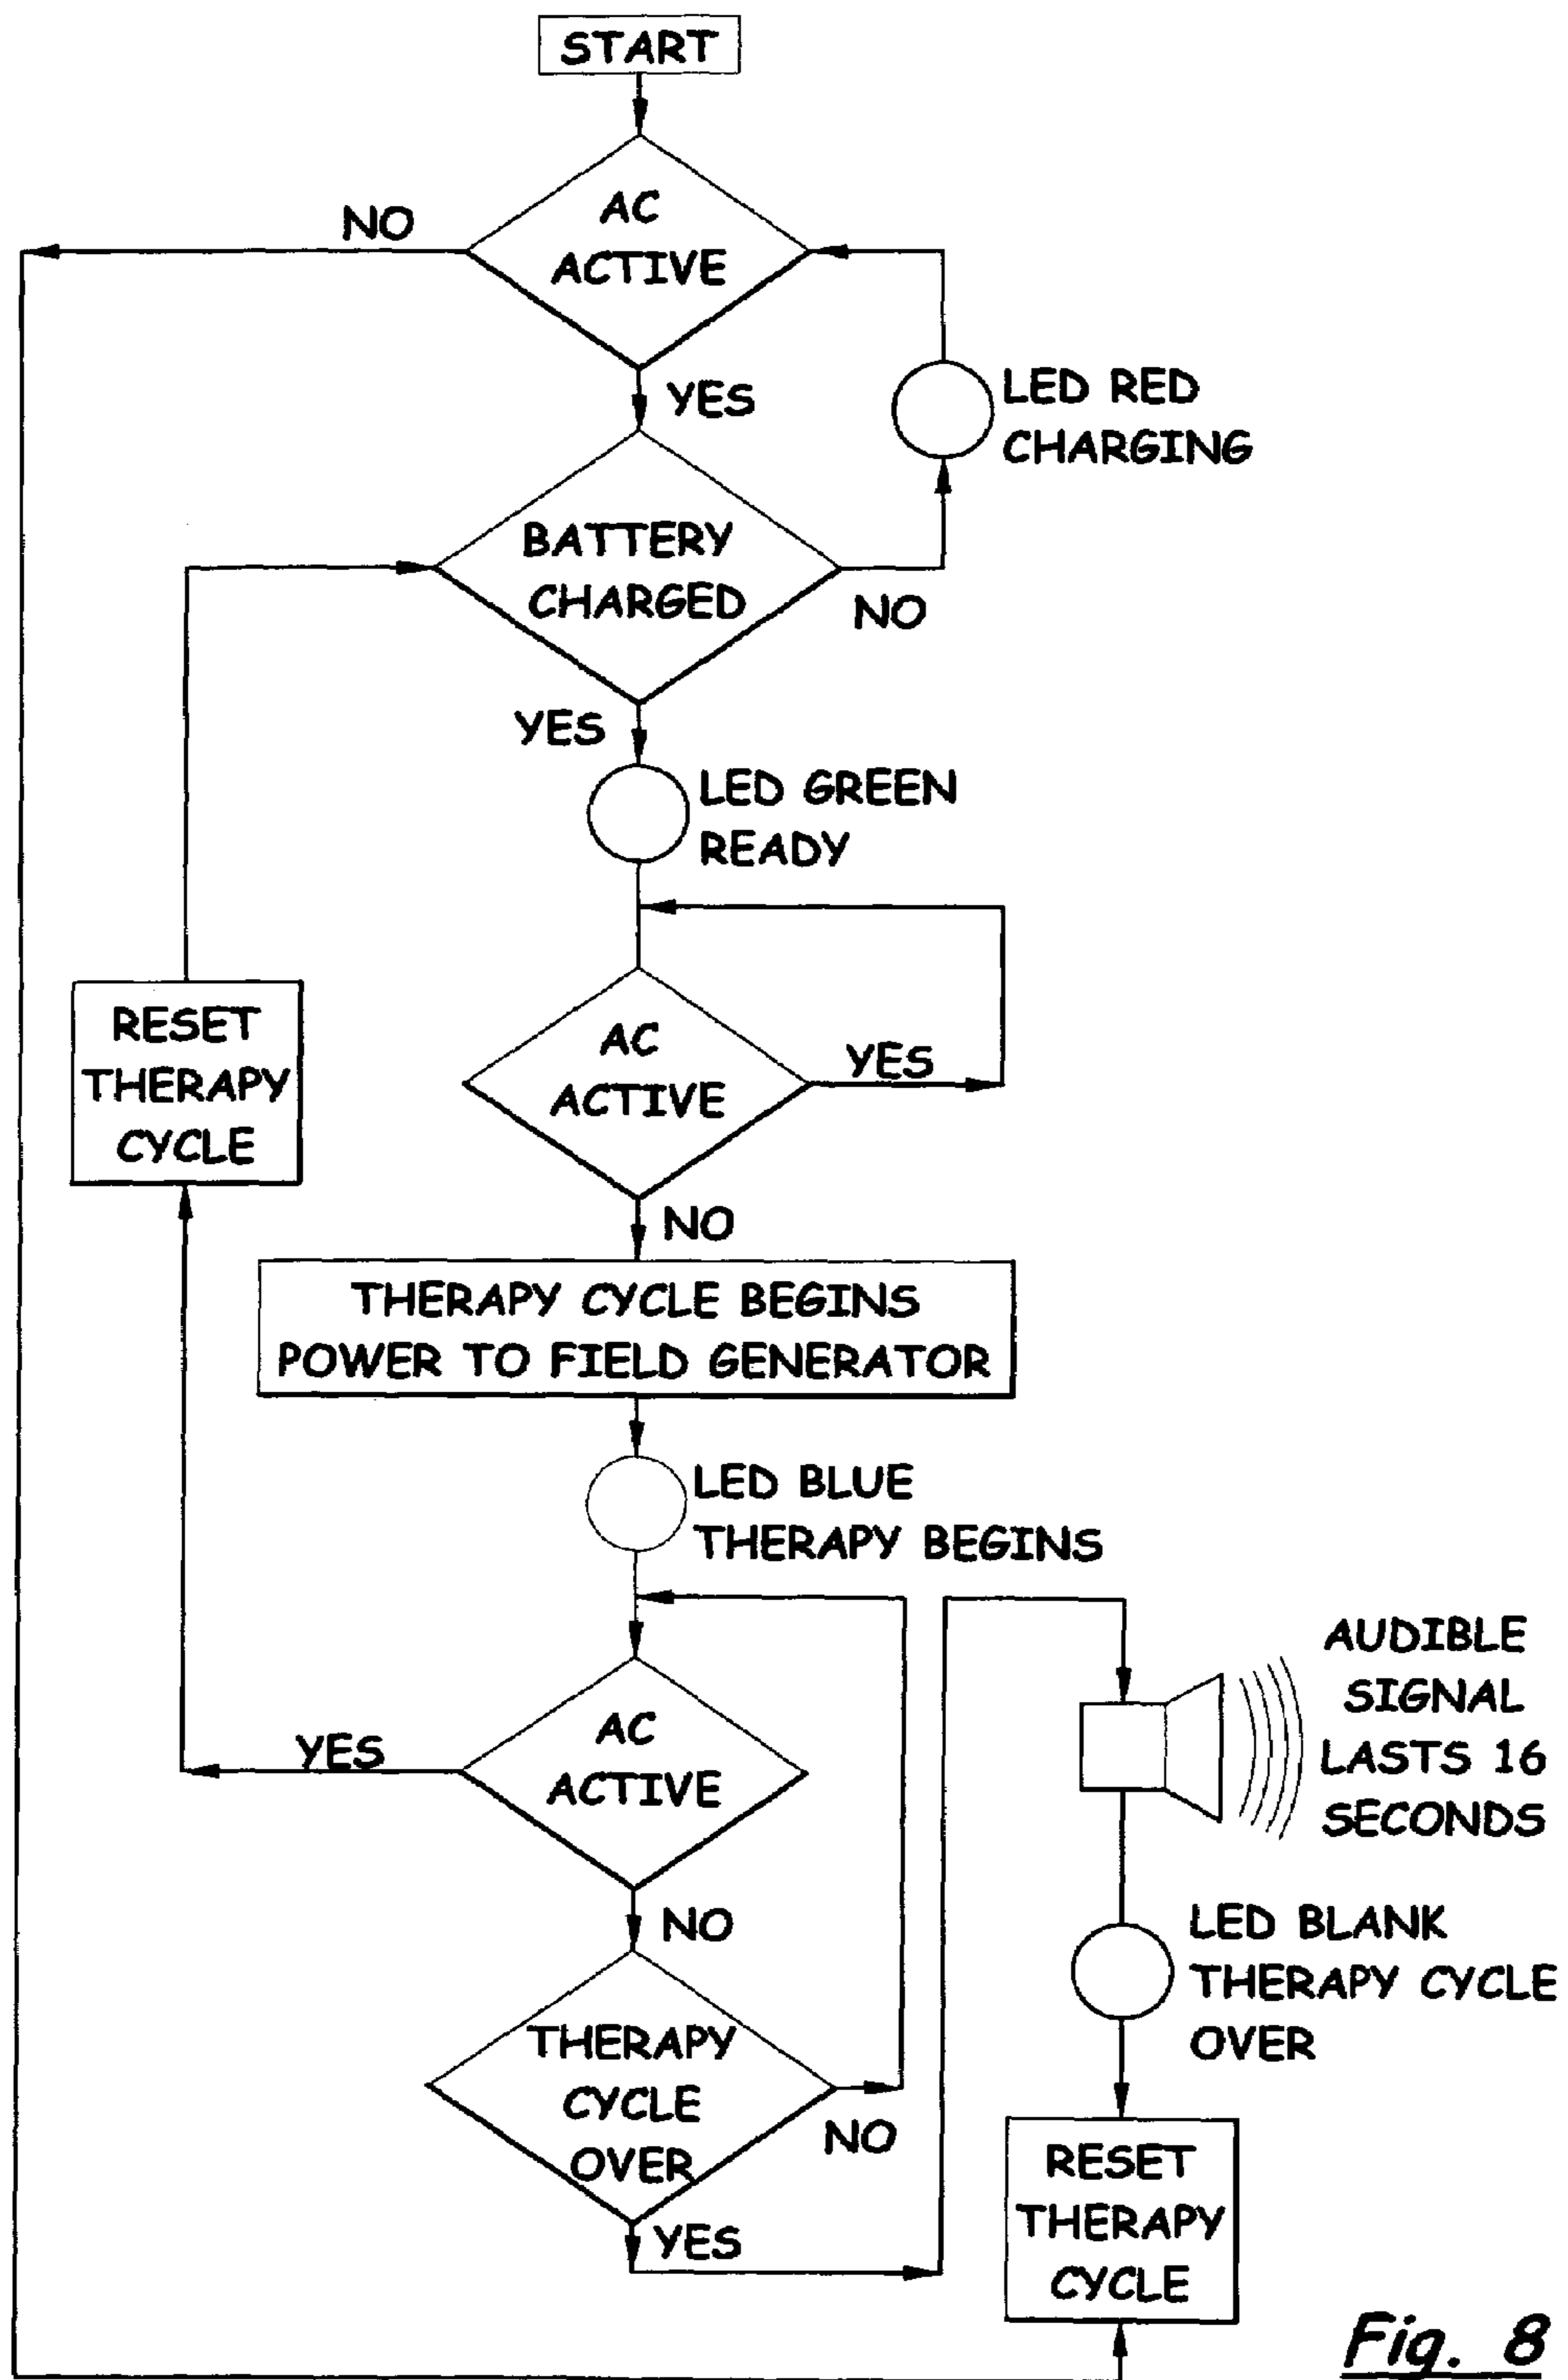 START
AC
ACTIVE
NO
YES
LED RED
CHARGING
BATTERY
CHARGED
NO
YES
LED GREEN
READY
AC
ACTIVE
YES
RESET
THERAPY
CYCLE
NO
THERAPY CYCLE BEGINS
POWER TO FIELD GENERATOR
LED BLUE
THERAPY BEGINS
AC
ACTIVE
YES
NO
THERAPY
CYCLE
OVER
NO
YES
AUDIBLE
SIGNAL
LASTS 16
SECONDS
LED BLANK
THERAPY CYCLE
OVER
RESET
THERAPY
CYCLE
Fig. 8